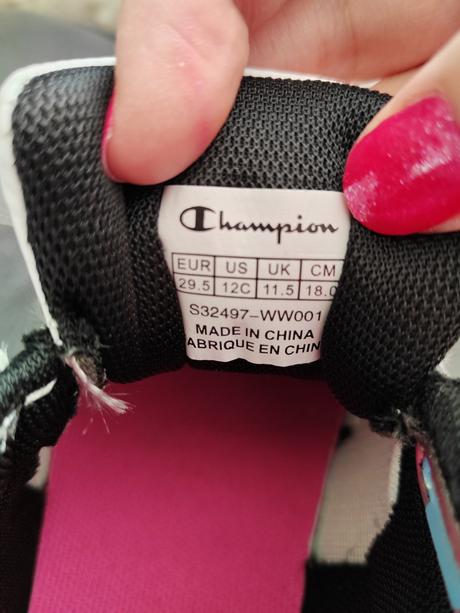 Champion
EUR US UK CM
29.5 12C 11.5 18.0
S32497-WW001
MADE IN CHINA
ABRIQUE EN CHIN